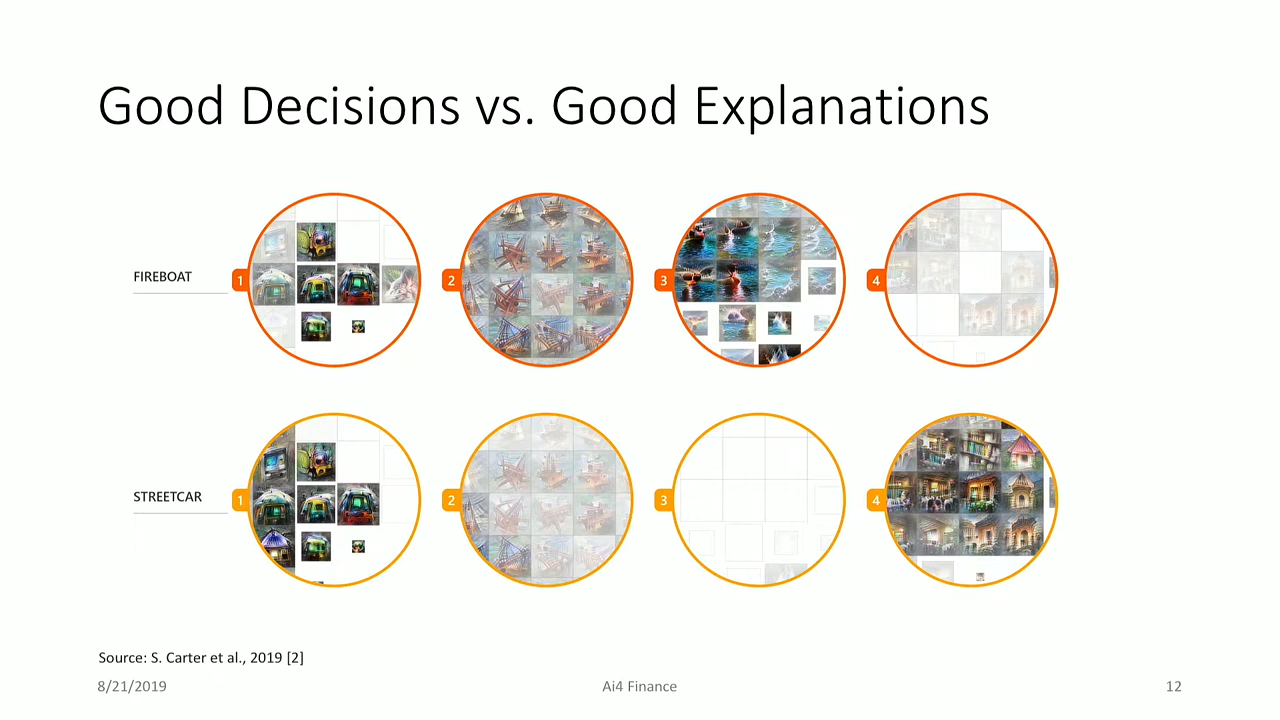 Good Decisions vs. Good Explanations
FIREBOAT
1
2
3
4
STREETCAR
1
2
3
4
Source: S. Carter et al., 2019 [2]
8/21/2019
Ai4 Finance
12